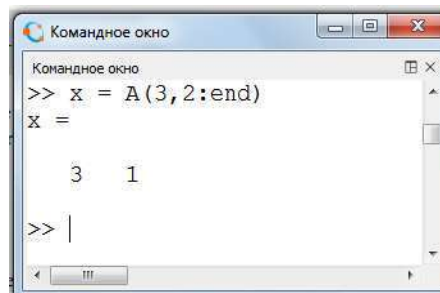 Командное окно
Командное окно
>> x = A(3,2:end)
x =
3 1
>>